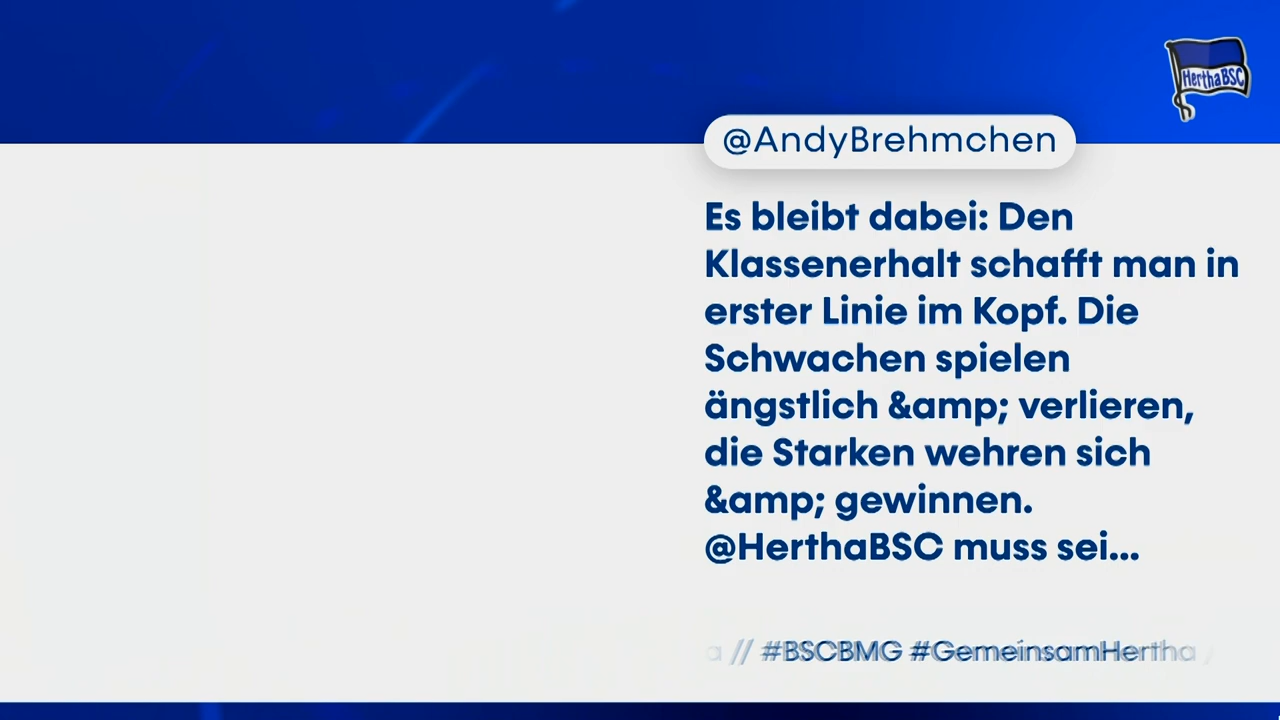 HerthaBSC
@AndyBrehmchen
Es bleibt dabei: Den
Klassenerhalt schafft man in
erster Linie im Kopf. Die
Schwachen spielen
ängstlich &amp; verlieren,
die Starken wehren sich
&amp; gewinnen.
@HerthaBSC muss sei...
a // #BSCBMG #GemeinsamHertha /